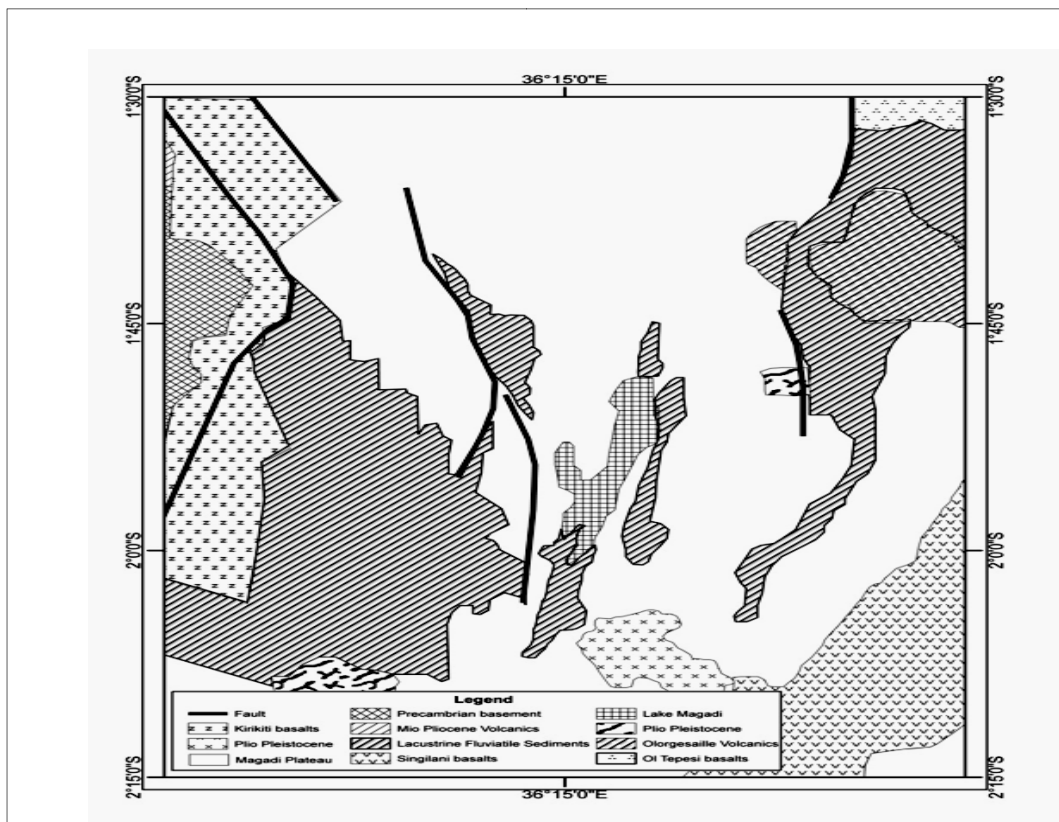 36°15'0"E
1°30'0"S
1°30'0"S
1°45'0"S
1°45'0"S
2°0'0"S
2°0'0"S
Legend
Fault
Precambrian basement
Lake Magadi
Kirikiti basalts
Mio Pliocene Volcanics
Plio Pleistocene
Plio Pleistocene
Lacustrine Fluviatile Sediments
Olorgesaille Volcanics
Magadi Plateau
Singilani basalts
Ol Tepesi basalts
2°15'0"S
2°15'0"S
36°15'0"E